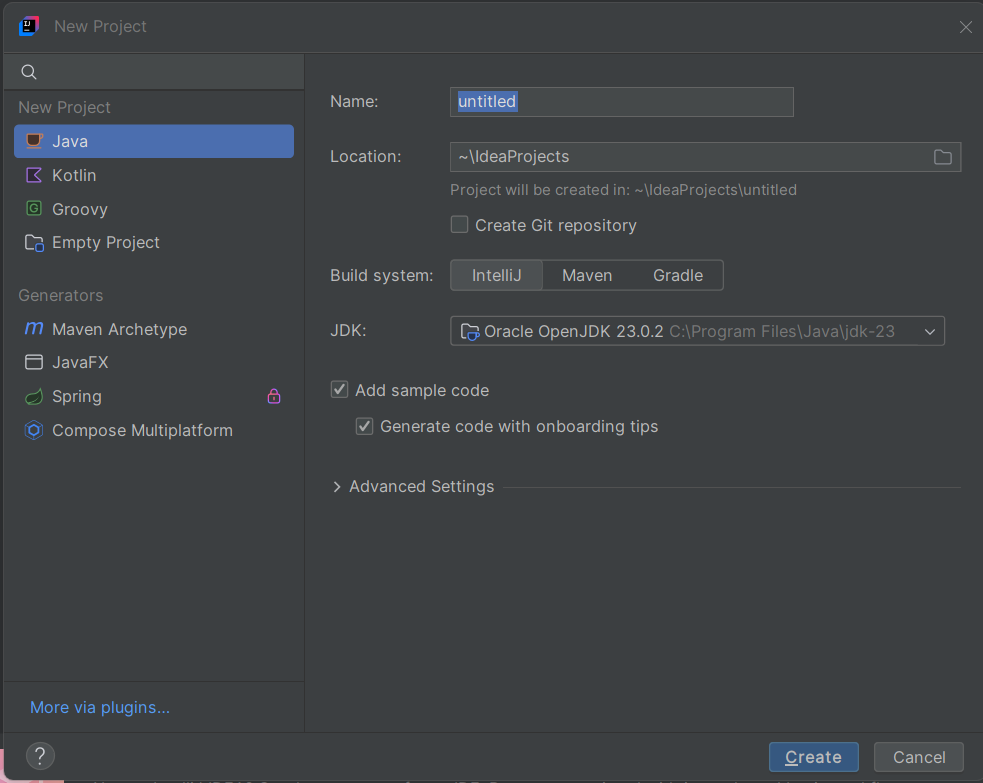 New Project
New Project
Java
Kotlin
Groovy
Empty Project
Generators
Maven Archetype
JavaFX
Spring
Compose Multiplatform
More via plugins...
Name: untitled
Location: ~\IdeaProjects
Project will be created in: ~\IdeaProjects\untitled
Create Git repository
Build system: IntelliJ Maven Gradle
JDK: Oracle OpenJDK 23.0.2 C:\Program Files\Java\jdk-23
Add sample code
Generate code with onboarding tips
Advanced Settings
?
Create Cancel